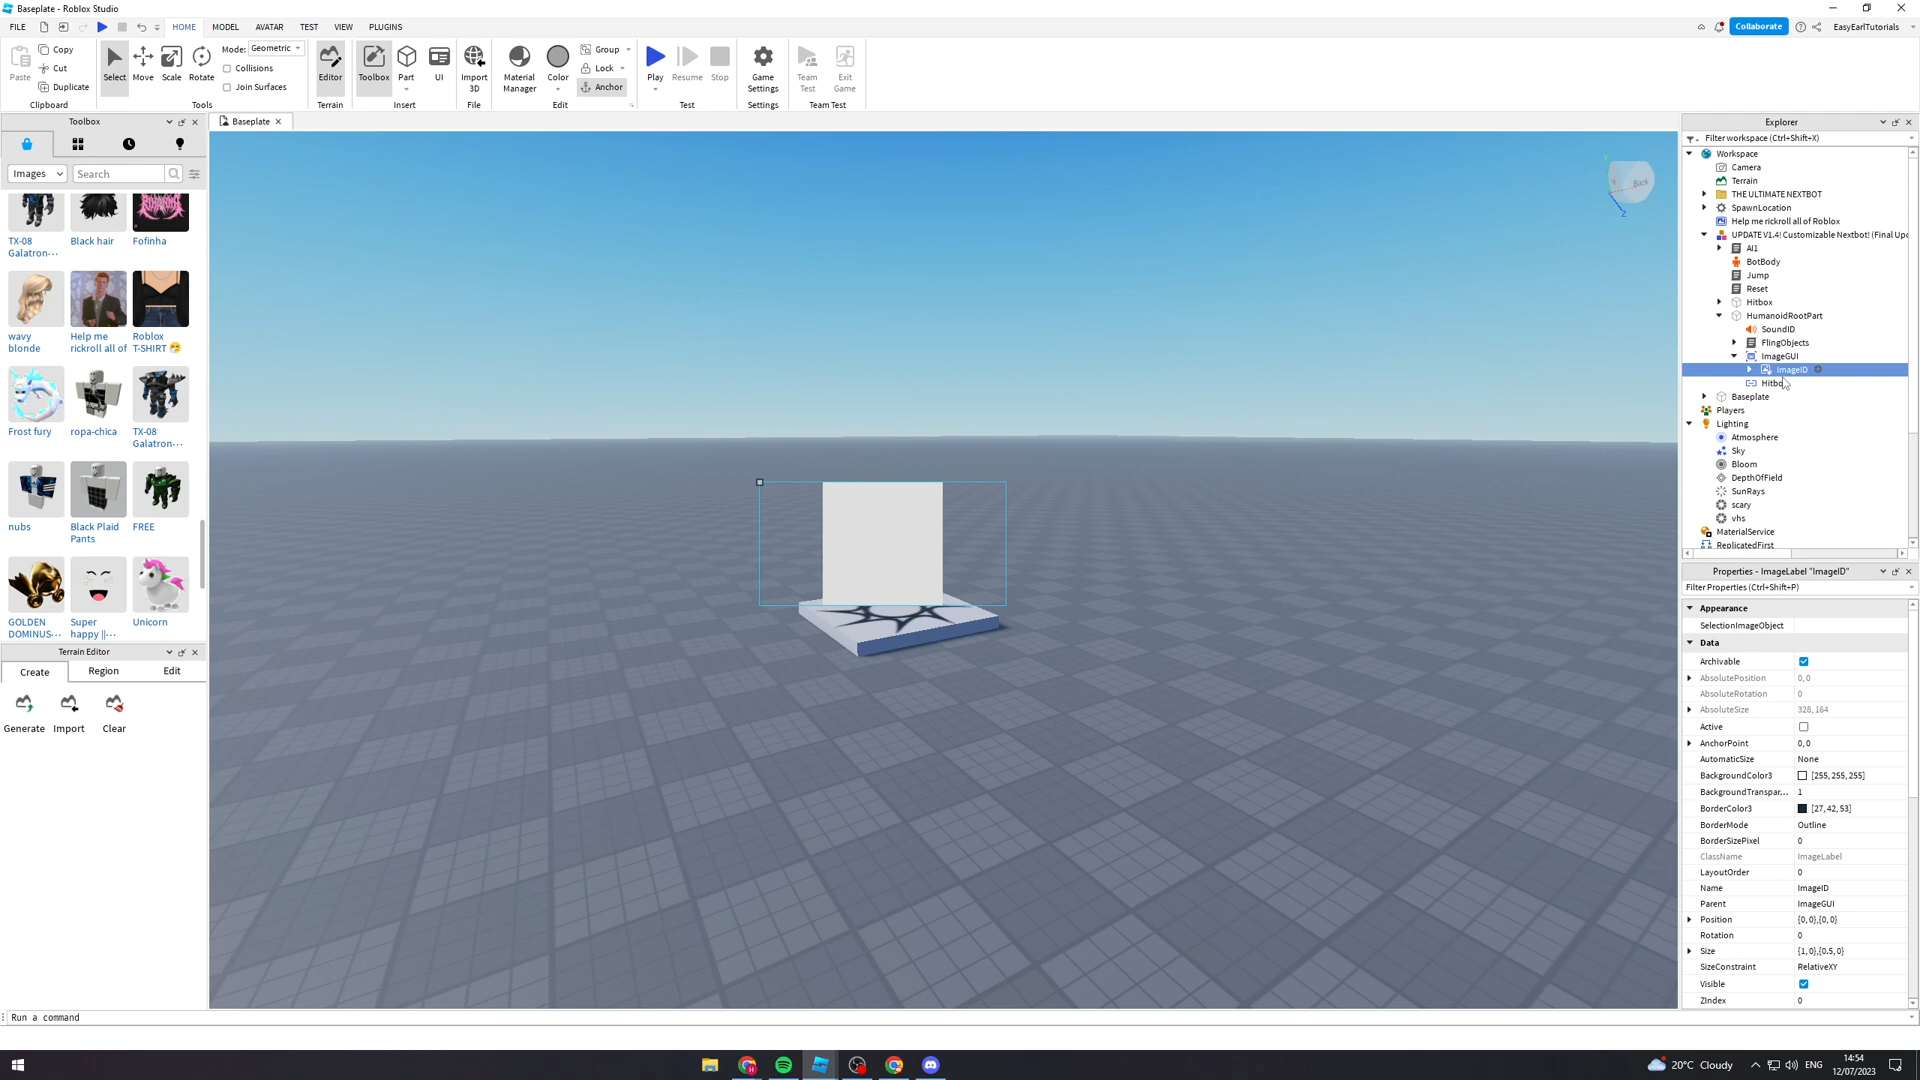 Baseplate - Roblox Studio
FILE
HOME
MODEL
AVATAR
TEST
VIEW
PLUGINS
Collaborate
EasyEarlTutorials
Paste
Copy
Cut
Duplicate
Clipboard
Select
Move
Scale
Rotate
Mode: Geometric
Collisions
Join Surfaces
Tools
Editor
Terrain
Toolbox
Part
UI
Insert
Import
3D
File
Material
Manager
Color
Group
Lock
Anchor
Edit
Play
Resume
Stop
Test
Game
Settings
Settings
Team
Test
Exit
Game
Team Test
Toolbox
Images
Search
TX-08
Galatron-···
Black hair
Fofinha
wavy
blonde
Help me
rickroll all of
Roblox
T-SHIRT 🤧
Frost fury
ropa-chica
TX-08
Galatron-···
nubs
Black Plaid
Pants
FREE
GOLDEN
DOMINUS···
Super
happy ||···
Unicorn
Terrain Editor
Create
Region
Edit
Generate
Import
Clear
Baseplate
Back
Z
Explorer
Filter workspace (Ctrl+Shift+X)
Workspace
Camera
Terrain
THE ULTIMATE NEXTBOT
SpawnLocation
Help me rickroll all of Roblox
UPDATE V1.4! Customizable Nextbot! (Final Upd
AI1
BotBody
Jump
Reset
Hitbox
HumanoidRootPart
SoundID
FlingObjects
ImageGUI
ImageID
Hitbo
Baseplate
Players
Lighting
Atmosphere
Sky
Bloom
DepthOfField
SunRays
scary
vhs
MaterialService
ReplicatedFirst
Properties - ImageLabel "ImageID"
Filter Properties (Ctrl+Shift+P)
Appearance
SelectionImageObject
Data
Archivable
AbsolutePosition 0, 0
AbsoluteRotation 0
AbsoluteSize 328, 164
Active
AnchorPoint 0, 0
AutomaticSize None
BackgroundColor3 [255, 255, 255]
BackgroundTranspar... 1
BorderColor3 [27, 42, 53]
BorderMode Outline
BorderSizePixel 0
ClassName ImageLabel
LayoutOrder 0
Name ImageID
Parent ImageGUI
Position {0, 0},{0, 0}
Rotation 0
Size {1, 0},{0.5, 0}
SizeConstraint RelativeXY
Visible
ZIndex 0
Run a command
20°C Cloudy
ENG
14:54
12/07/2023